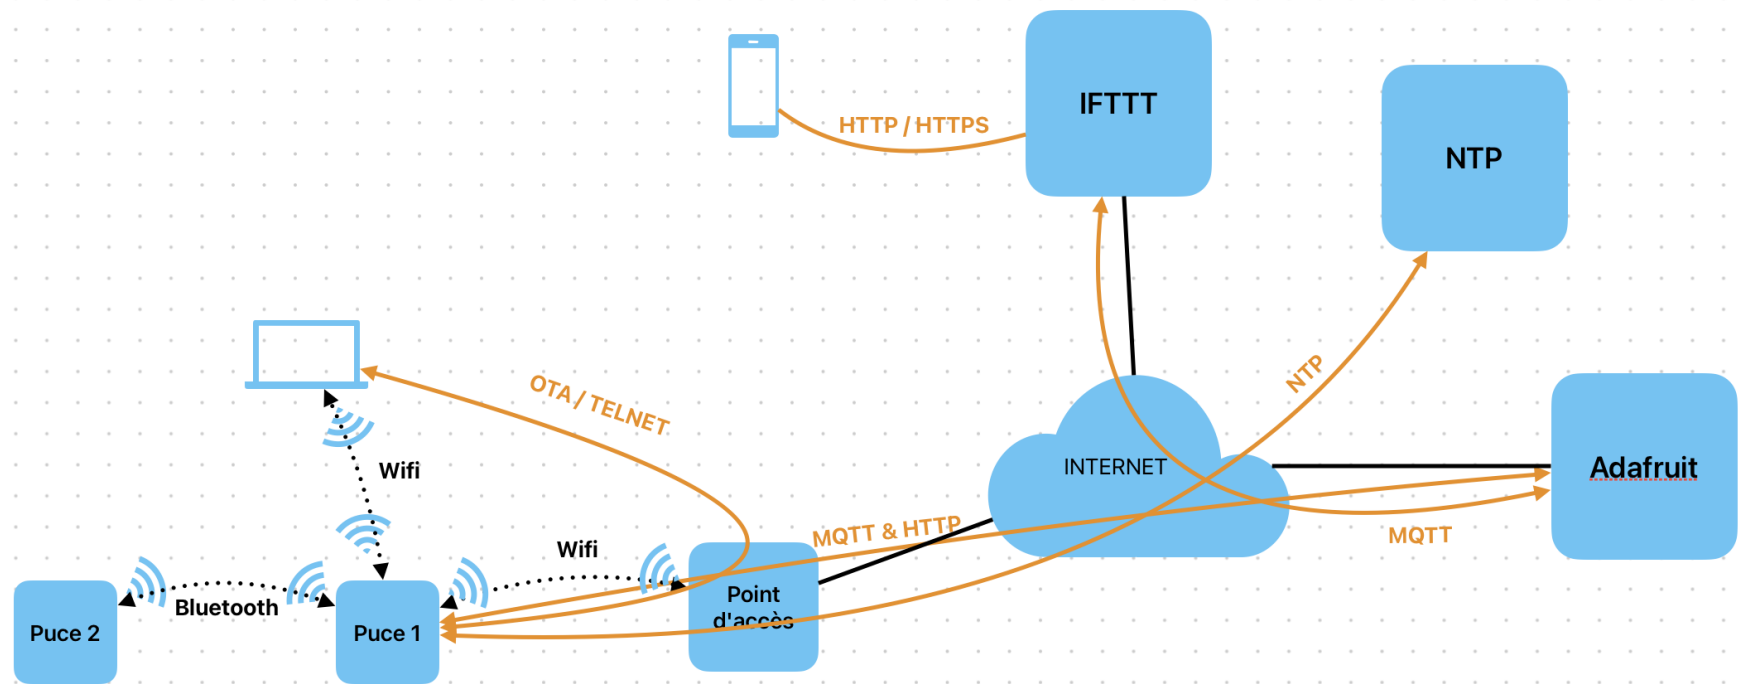 IFTTT
HTTP / HTTPS
NTP
OTA / TELNET
NTP
INTERNET
Adafruit
Wifi
MQTT & HTTP
MQTT
Wifi
Bluetooth
Point
d'accès
Puce 2
Puce 1